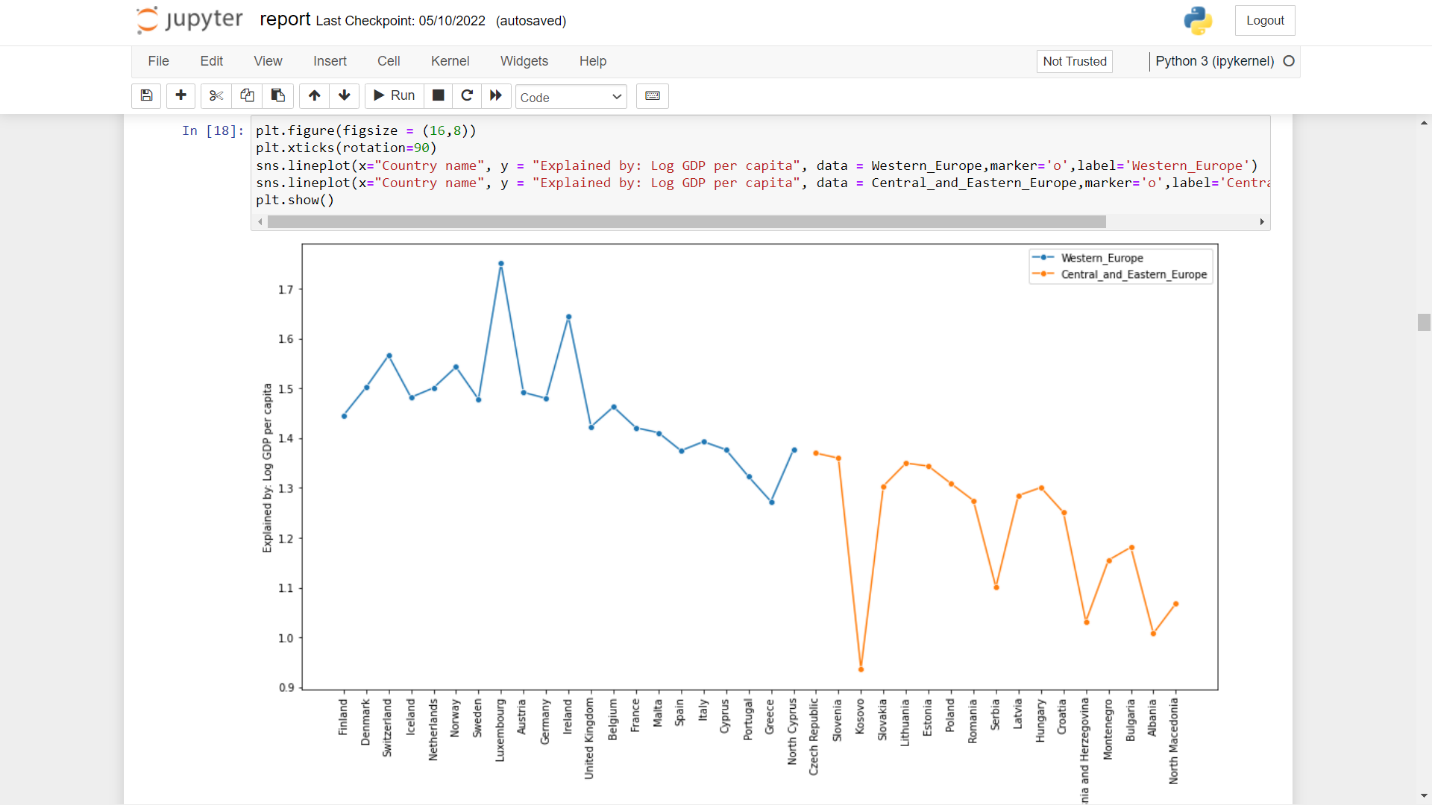 jupyter report Last Checkpoint: 05/10/2022 (autosaved)
Logout
File Edit View Insert Cell Kernel Widgets Help
Not Trusted
Python 3 (ipykernel)
Run
Code
In [18]:
plt.figure(figsize = (16,8))
plt.xticks(rotation=90)
sns.lineplot(x="Country name", y = "Explained by: Log GDP per capita", data = Western_Europe,marker='o',label='Western_Europe')
sns.lineplot(x="Country name", y = "Explained by: Log GDP per capita", data = Central_and_Eastern_Europe,marker='o',label='Centra
plt.show()
Western_Europe
Central_and_Eastern_Europe
Explained by: Log GDP per capita
1.7
1.6
1.5
1.4
1.3
1.2
1.1
1.0
0.9
Finland
Denmark
Switzerland
Iceland
Netherlands
Norway
Sweden
Luxembourg
Austria
Germany
Ireland
United Kingdom
Belgium
France
Malta
Spain
Italy
Cyprus
Portugal
Greece
North Cyprus
Czech Republic
Slovenia
Kosovo
Slovakia
Lithuania
Estonia
Poland
Romania
Serbia
Latvia
Hungary
Croatia
nia and Herzegovina
Montenegro
Bulgaria
Albania
North Macedonia